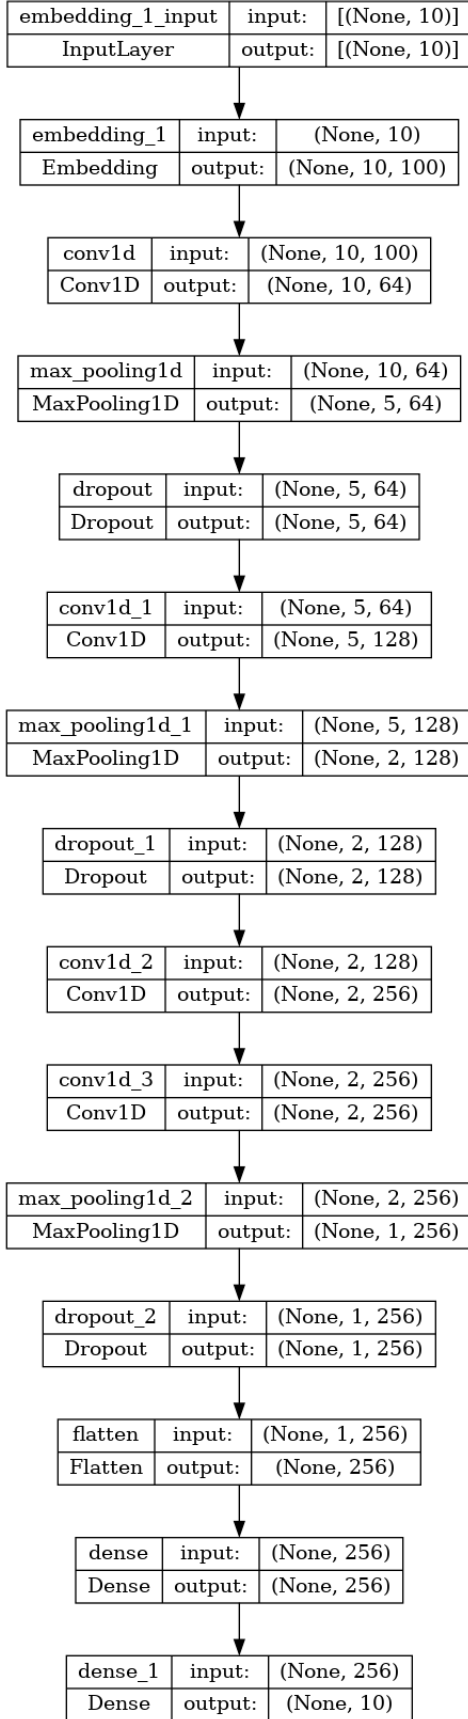 embedding_1_input input: [(None, 10)]
InputLayer output: [(None, 10)]
embedding_1 input: (None, 10)
Embedding output: (None, 10, 100)
conv1d input: (None, 10, 100)
Conv1D output: (None, 10, 64)
max_pooling1d input: (None, 10, 64)
MaxPooling1D output: (None, 5, 64)
dropout input: (None, 5, 64)
Dropout output: (None, 5, 64)
conv1d_1 input: (None, 5, 64)
Conv1D output: (None, 5, 128)
max_pooling1d_1 input: (None, 5, 128)
MaxPooling1D output: (None, 2, 128)
dropout_1 input: (None, 2, 128)
Dropout output: (None, 2, 128)
conv1d_2 input: (None, 2, 128)
Conv1D output: (None, 2, 256)
conv1d_3 input: (None, 2, 256)
Conv1D output: (None, 2, 256)
max_pooling1d_2 input: (None, 2, 256)
MaxPooling1D output: (None, 1, 256)
dropout_2 input: (None, 1, 256)
Dropout output: (None, 1, 256)
flatten input: (None, 1, 256)
Flatten output: (None, 256)
dense input: (None, 256)
Dense output: (None, 256)
dense_1 input: (None, 256)
Dense output: (None, 10)